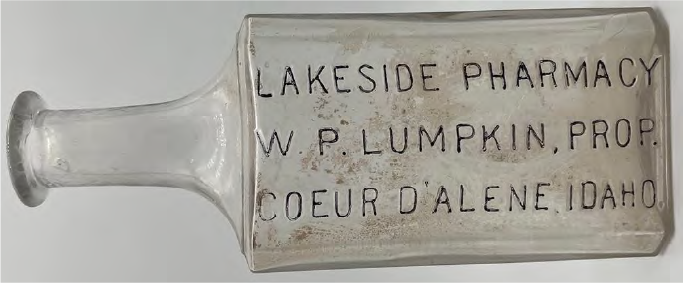 LAKESIDE PHARMACY
W. P. LUMPKIN, PROP.
COEUR D'ALENE, IDAHO.